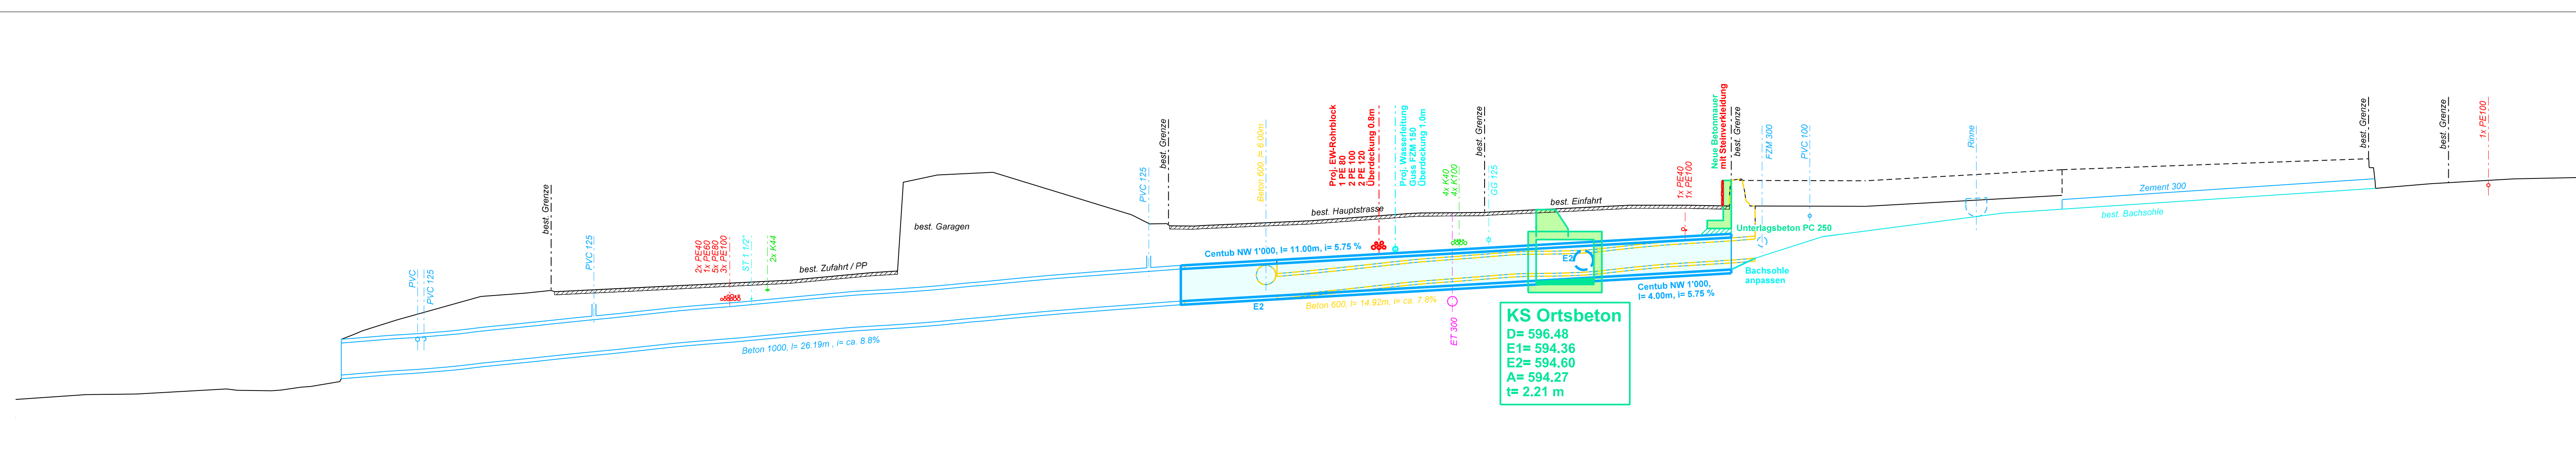 PVC
PVC 125
best. Grenze
PVC 125
2x PE40
1x PE60
5x PE80
3x PE100
ST 1 1/2"
2x K44
best. Zufahrt / PP
Beton 1000, l= 26.19m , i= ca. 8.8%
best. Garagen
PVC 125
best. Grenze
Centub NW 1'000, l= 11.00m, i= 5.75 %
E2
Beton 600, l= 6.00m
best. Hauptstrasse
Beton 600, l= 14.92m, i= ca. 7.8%
Proj. EW-Rohrblock
1 PE 80
2 PE 100
2 PE 120
Überdeckung 0.8m
Proj. Wasserleitung
Guss FZM 150
Überdeckung 1.0m
4x K40
4x K100
ET 300
best. Grenze
GG 125
best. Einfahrt
E2
KS Ortsbeton
D= 596.48
E1= 594.36
E2= 594.60
A= 594.27
t= 2.21 m
Centub NW 1'000,
l= 4.00m, i= 5.75 %
1x PE40
1x PE100
Neue Betonmauer
mit Steinverkleidung
best. Grenze
Unterlagsbeton PC 250
Bachsohle
anpassen
FZM 300
PVC 100
Rinne
Zement 300
best. Bachsohle
best. Grenze
best. Grenze
1x PE100